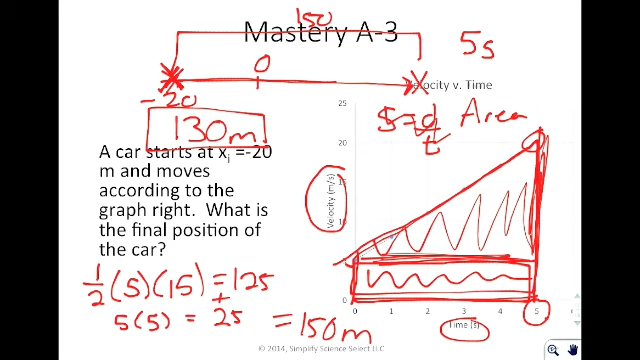 150
Mastery A-3
5s
0
-20
130m
Velocity v. Time
S = d/t Area
25
20
15
10
5
0
Velocity (m/s)
0 1 2 3 4 5 6
Time (s)
A car starts at xi =-20
m and moves
according to the
graph right. What is
the final position of
the car?
1/2 (5)(15) = 125
+
5(5) = 25
= 150m
© 2014, Simplify Science Select LLC